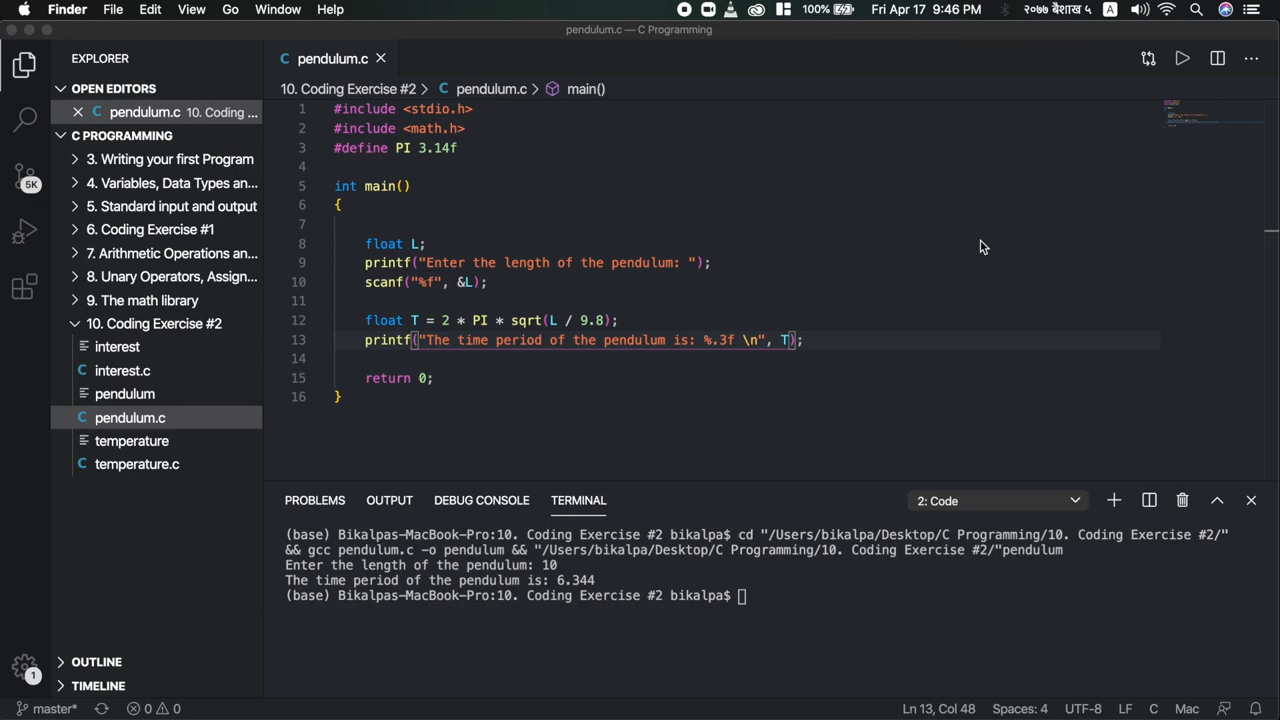 Finder File Edit View Go Window Help 100% Fri Apr 17 9:46 PM २०७७ बैशाख ५ A
pendulum.c — C Programming
EXPLORER
OPEN EDITORS
pendulum.c 10. Coding ...
C PROGRAMMING
3. Writing your first Program
4. Variables, Data Types an...
5. Standard input and output
6. Coding Exercise #1
7. Arithmetic Operations an...
8. Unary Operators, Assign...
9. The math library
10. Coding Exercise #2
interest
C interest.c
pendulum
C pendulum.c
temperature
C temperature.c
OUTLINE
TIMELINE
5K
1
C pendulum.c
10. Coding Exercise #2 > C pendulum.c > main()
1 #include <stdio.h>
2 #include <math.h>
3 #define PI 3.14f
4
5 int main()
6 {
7
8 float L;
9 printf("Enter the length of the pendulum: ");
10 scanf("%f", &L);
11
12 float T = 2 * PI * sqrt(L / 9.8);
13 printf("The time period of the pendulum is: %.3f \n", T);
14
15 return 0;
16 }
PROBLEMS OUTPUT DEBUG CONSOLE TERMINAL 2: Code
(base) Bikalpas-MacBook-Pro:10. Coding Exercise #2 bikalpa$ cd "/Users/bikalpa/Desktop/C Programming/10. Coding Exercise #2/"
&& gcc pendulum.c -o pendulum && "/Users/bikalpa/Desktop/C Programming/10. Coding Exercise #2/"pendulum
Enter the length of the pendulum: 10
The time period of the pendulum is: 6.344
(base) Bikalpas-MacBook-Pro:10. Coding Exercise #2 bikalpa$
master* 0 0 Ln 13, Col 48 Spaces: 4 UTF-8 LF C Mac